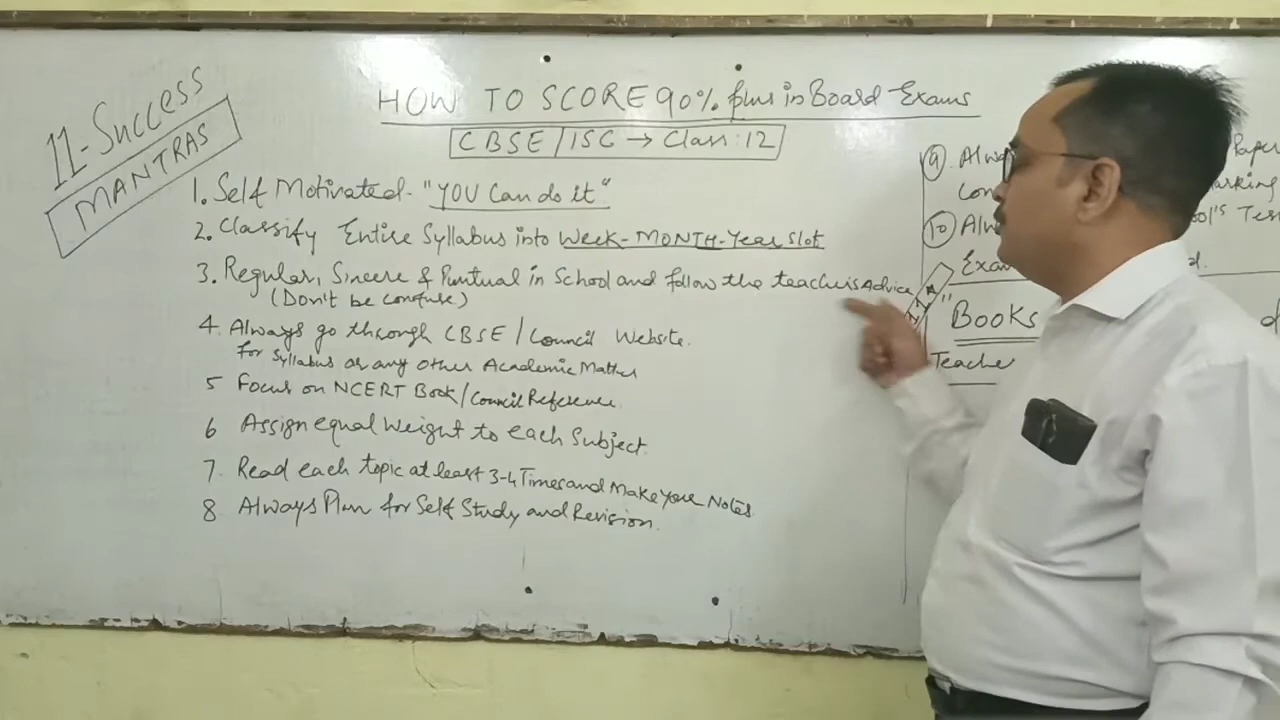 11-Success
MANTRAS
HOW TO SCORE 90% plus in Board Exams
CBSE/ISC → Class:12
1. Self Motivated - "YOU Can do It"
2. Classify Entire Syllabus into Week-MONTH-Year Slot
3. Regular, Sincere & Puntual in School and follow the teacheris Advice
(Don't be confuse)
4. Always go through CBSE/Council Website.
For Syllabus or any other Academic Matter
5 Focus on NCERT Book/Council Reference
6 Assign equal Weight to each Subject.
7. Read each topic at least 3-4 Times and Make your Notes
8 Always Plan for Self Study and Revision.
9. Paper
10
Exam
"Books
Teacher